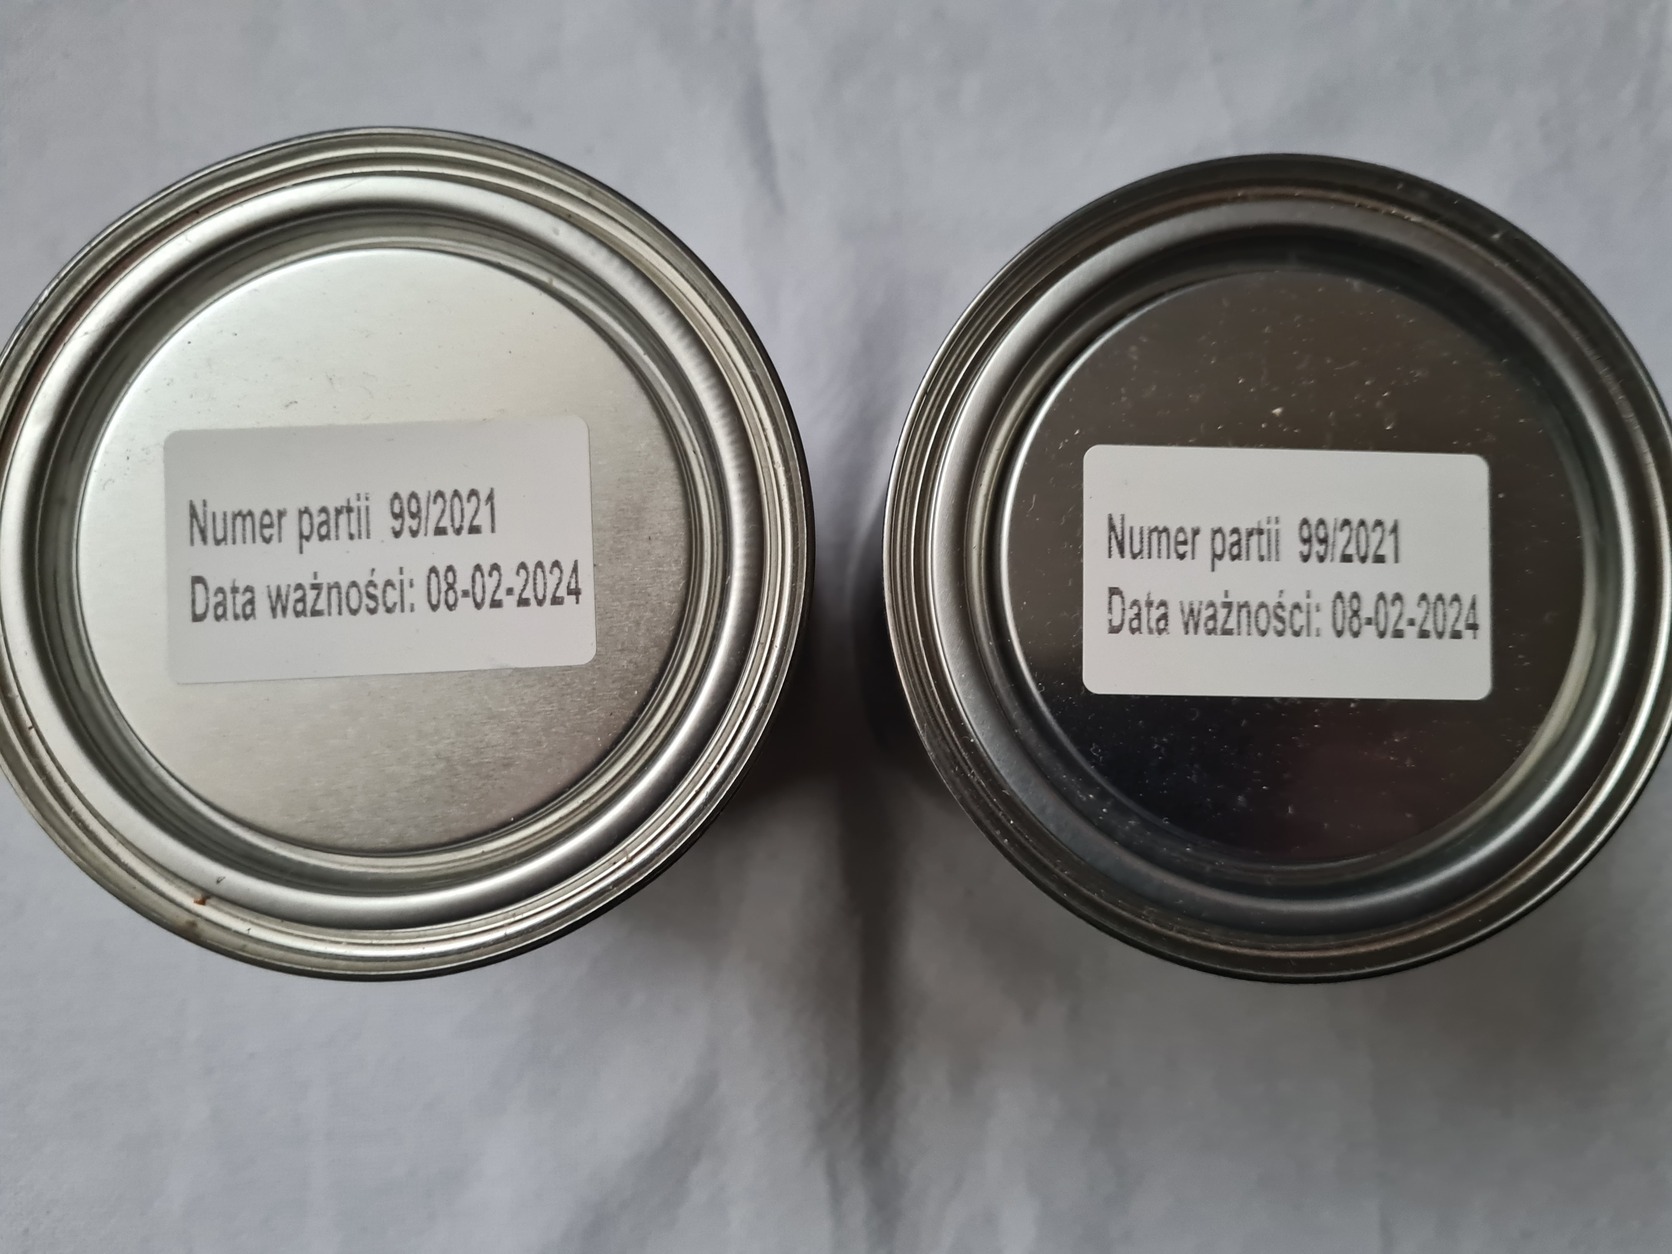 Numer partii 99/2021
Data ważności: 08-02-2024
Numer partii 99/2021
Data ważności: 08-02-2024